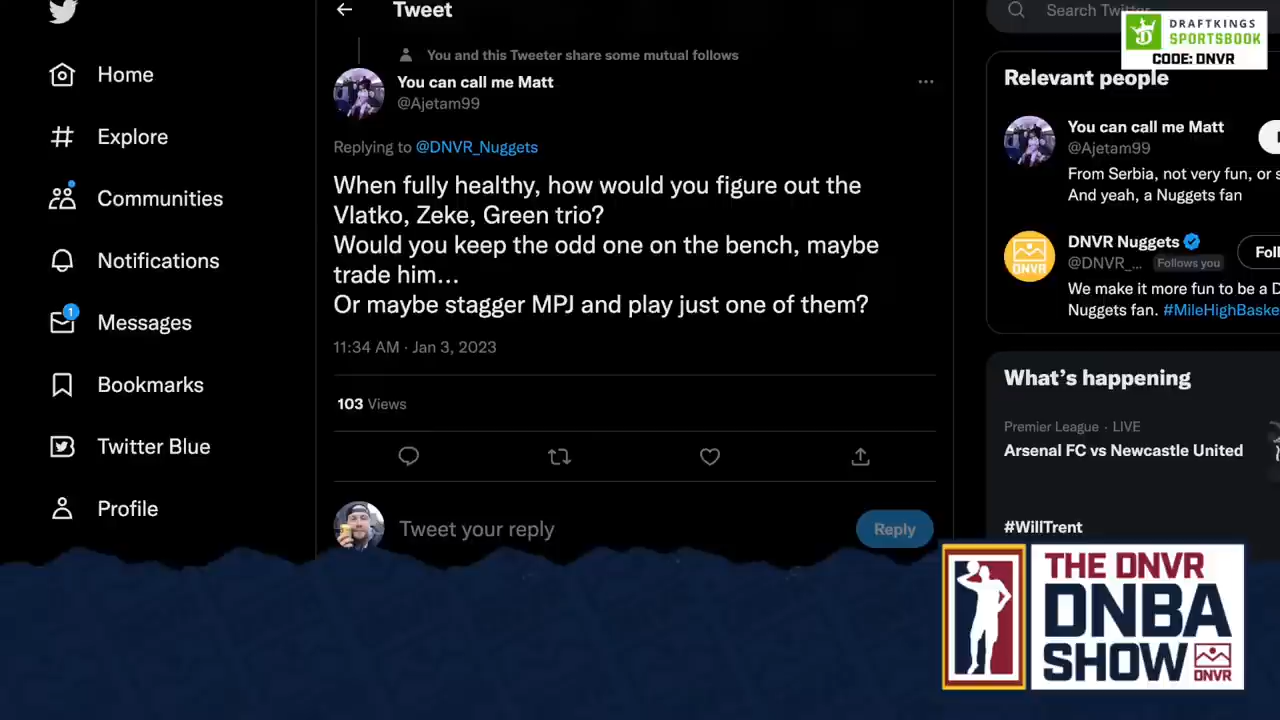 Home
Explore
Communities
Notifications
1
Messages
Bookmarks
Twitter Blue
Profile
Tweet
You and this Tweeter share some mutual follows
You can call me Matt
@Ajetam99
Replying to @DNVR_Nuggets
When fully healthy, how would you figure out the
Vlatko, Zeke, Green trio?
Would you keep the odd one on the bench, maybe
trade him...
Or maybe stagger MPJ and play just one of them?
11:34 AM · Jan 3, 2023
103 Views
Tweet your reply
Reply
Search
DRAFTKINGS
SPORTSBOOK
CODE: DNVR
Relevant people
You can call me Matt
@Ajetam99
From Serbia, not very fun, or
And yeah, a Nuggets fan
DNVR Nuggets
@DNVR_...
Follows you
DNVR
We make it more fun to be a
Nuggets fan. #MileHighBaske
What's happening
Premier League · LIVE
Arsenal FC vs Newcastle United
#WillTrent
THE DNVR
DNBA
SHOW
DNVR